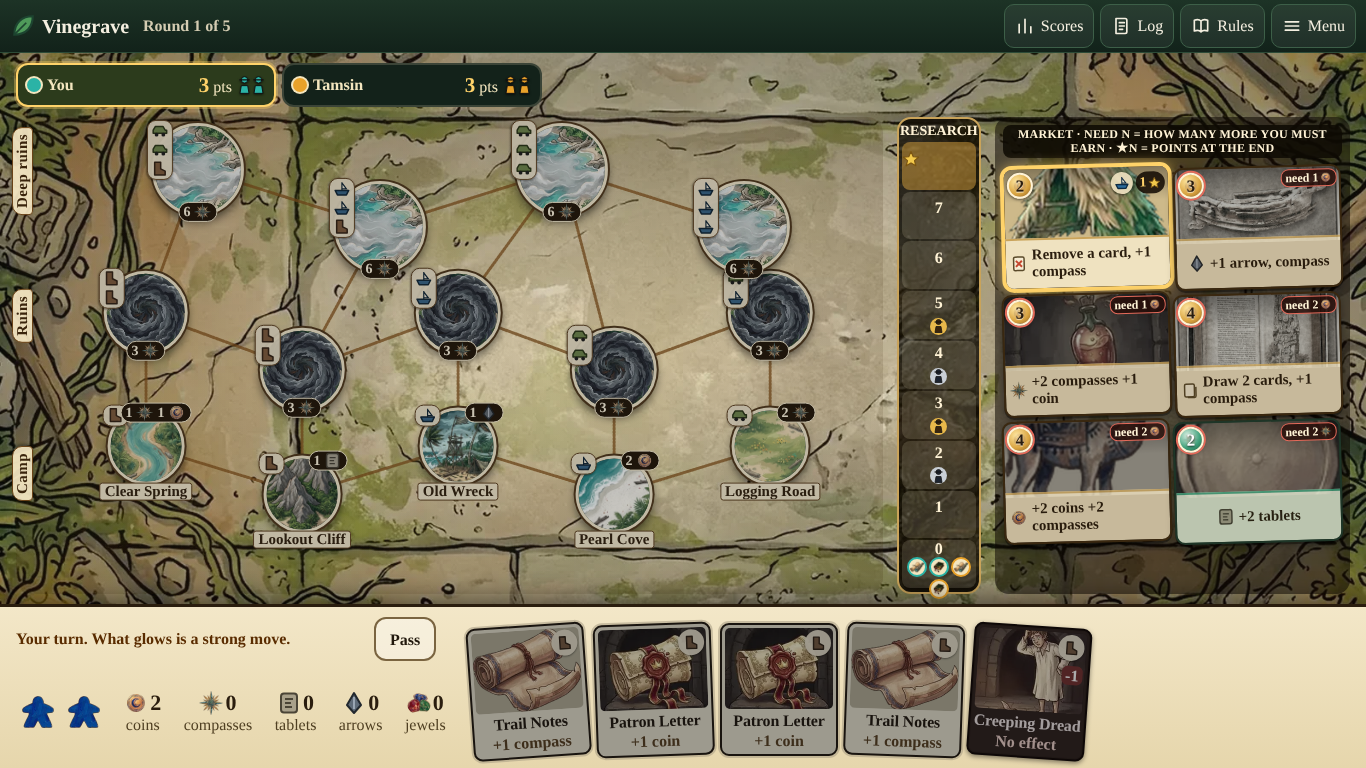 Vinegrave
Round 1 of 5
Scores
Log
Rules
Menu
You
3 pts
Tamsin
3 pts
Deep ruins
Ruins
Camp
6
6
6
6
3
3
3
3
3
1 1
Clear Spring
1
Lookout Cliff
1
Old Wreck
2
Pearl Cove
2
Logging Road
RESEARCH
7
6
5
4
3
2
1
0
MARKET · NEED N = HOW MANY MORE YOU MUST
EARN · ★N = POINTS AT THE END
2
1
Remove a card, +1
compass
3
need 1
+1 arrow, compass
3
need 1
+2 compasses +1
coin
4
need 2
Draw 2 cards, +1
compass
4
need 2
+2 coins +2
compasses
2
need 2
+2 tablets
Your turn. What glows is a strong move.
Pass
2
coins
0
compasses
0
tablets
0
arrows
0
jewels
Trail Notes
+1 compass
Patron Letter
+1 coin
Patron Letter
+1 coin
Trail Notes
+1 compass
-1
Creeping Dread
No effect